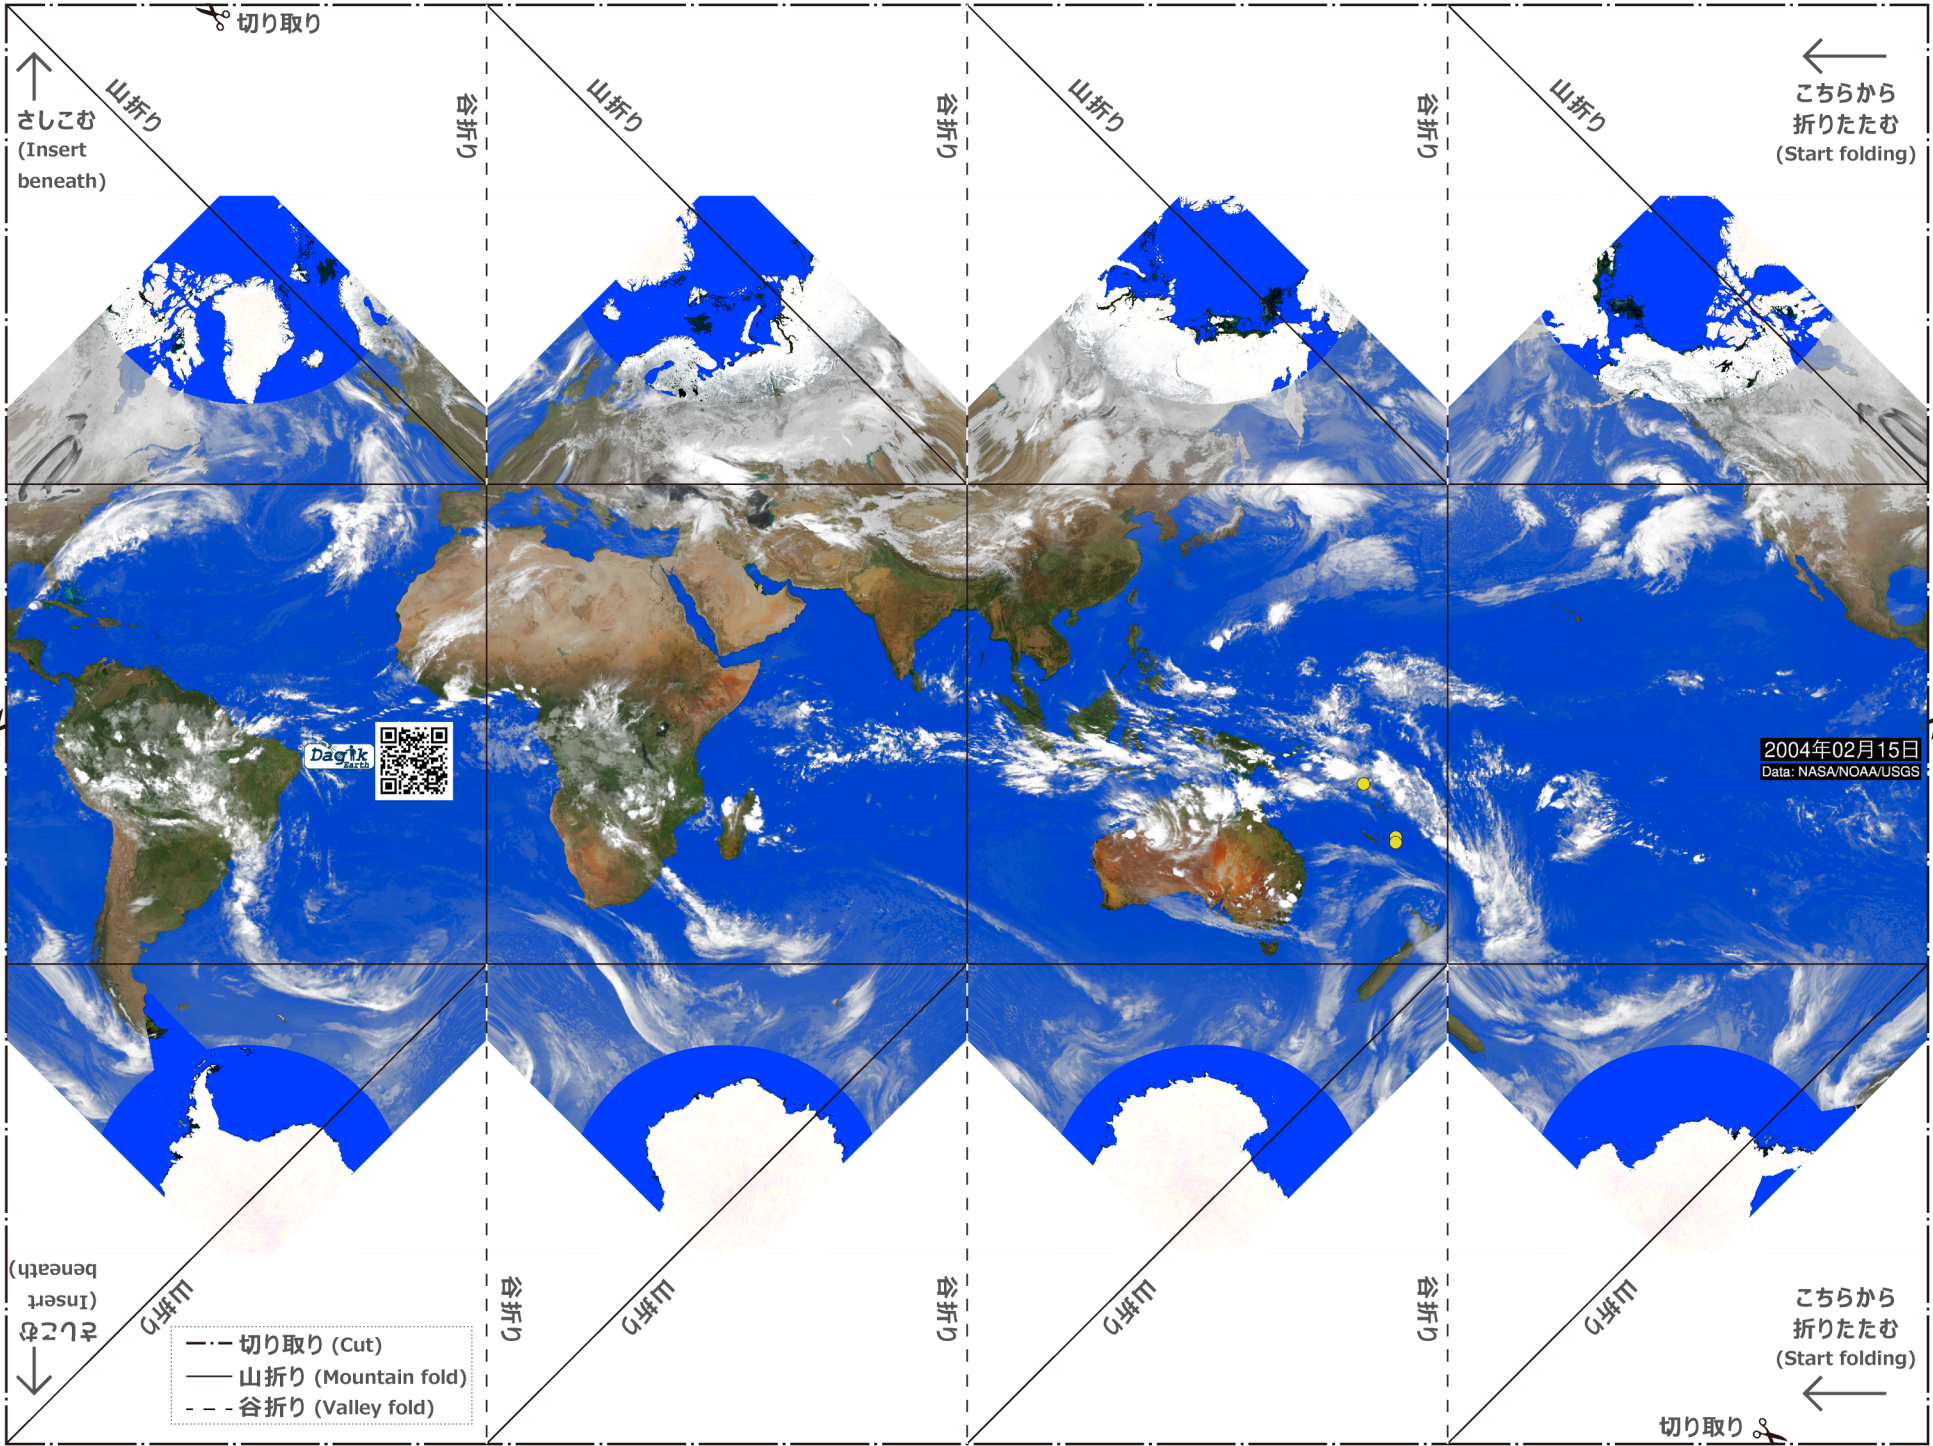 切り取り
山折り
谷折り
山折り
谷折り
山折り
谷折り
山折り
さしこむ
(Insert
beneath)
こちらから
折りたたむ
(Start folding)
Dagik
Earth
2004年02月15日
Data: NASA/NOAA/USGS
さしこむ
(Insert
beneath)
山折り
谷折り
山折り
谷折り
山折り
谷折り
山折り
切り取り (Cut)
山折り (Mountain fold)
谷折り (Valley fold)
こちらから
折りたたむ
(Start folding)
切り取り